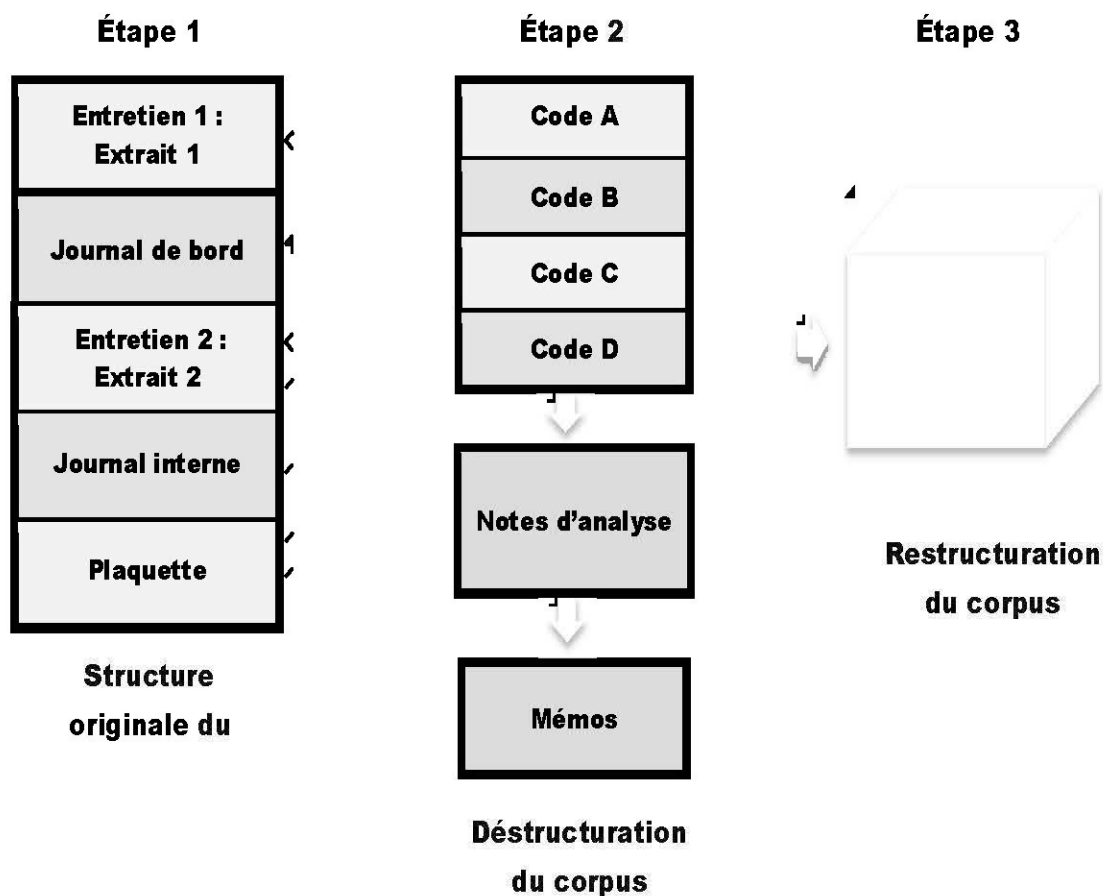 Étape 1
Étape 2
Étape 3
Entretien 1 :
Extrait 1
Journal de bord
Entretien 2 :
Extrait 2
Journal interne
Plaquette
Structure
originale du
Code A
Code B
Code C
Code D
Notes d’analyse
Mémos
Déstructuration
du corpus
Restructuration
du corpus